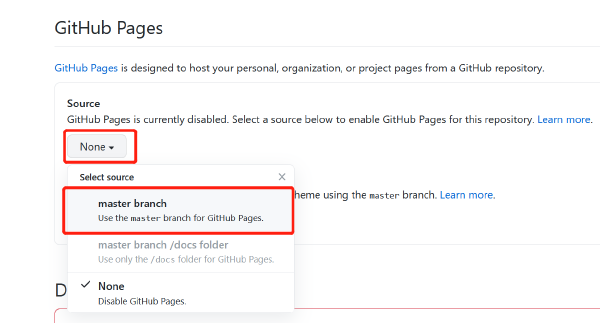 GitHub Pages
GitHub Pages is designed to host your personal, organization, or project pages from a GitHub repository.
Source
GitHub Pages is currently disabled. Select a source below to enable GitHub Pages for this repository. Learn more.
None
Select source
master branch
Use the master branch for GitHub Pages.
heme using the master branch. Learn more.
master branch /docs folder
Use only the /docs folder for GitHub Pages.
None
Disable GitHub Pages.
D